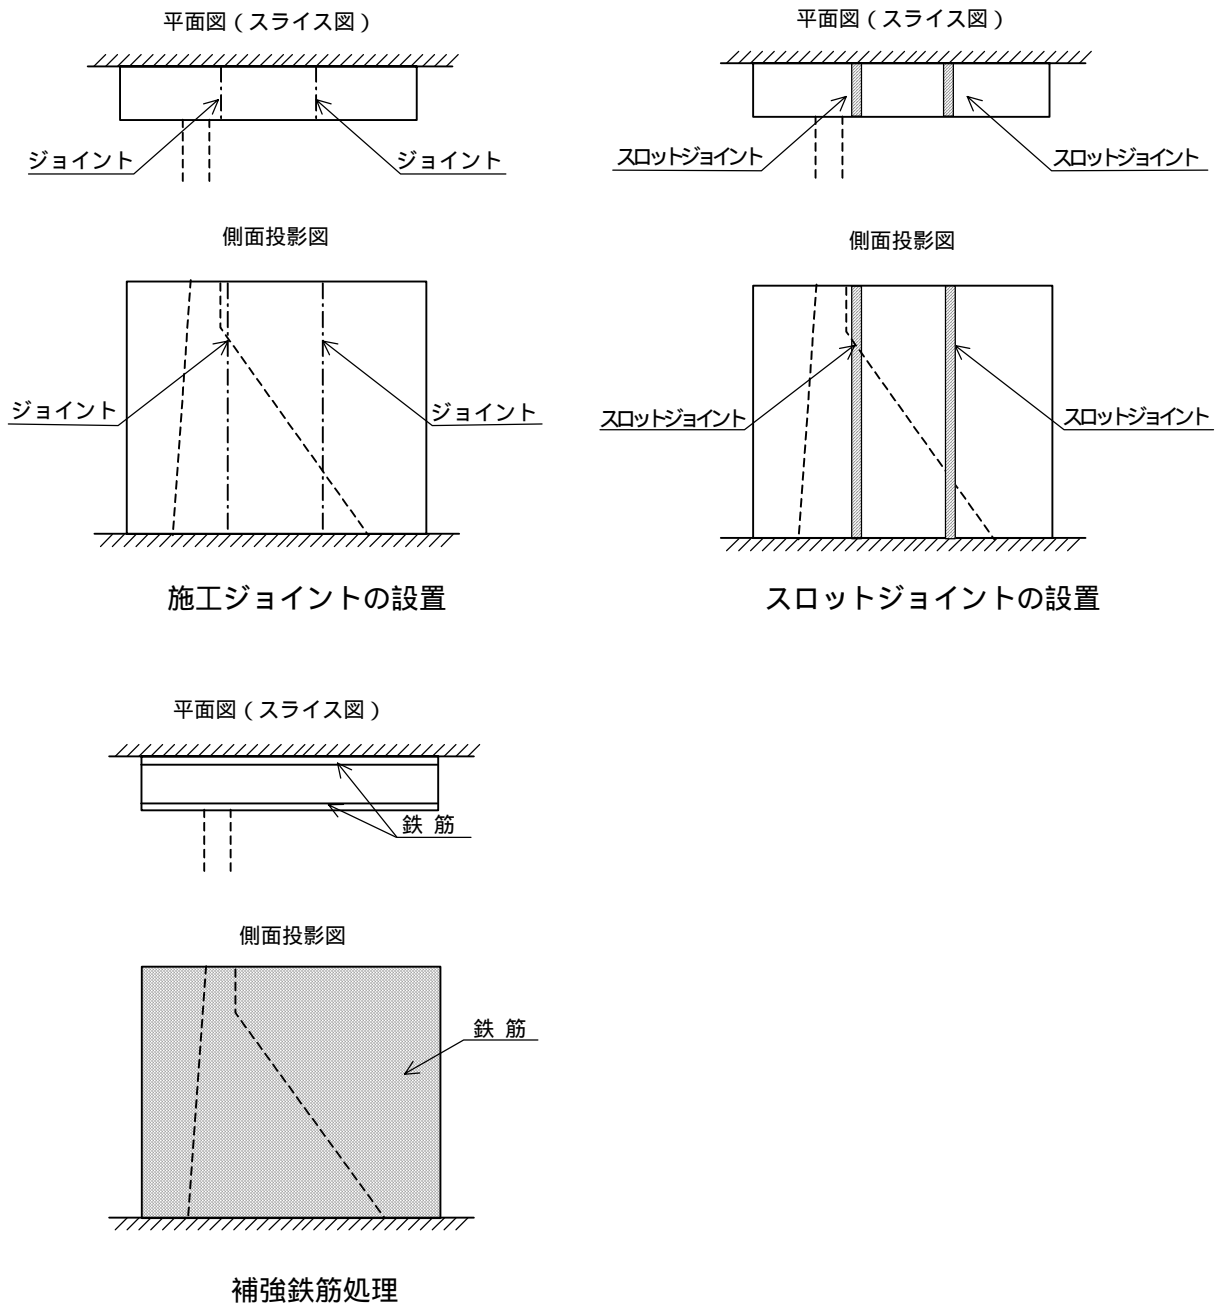 平面図(スライス図)
ジョイント
ジョイント
側面投影図
ジョイント
ジョイント
施工ジョイントの設置
平面図(スライス図)
スロットジョイント
スロットジョイント
側面投影図
スロットジョイント
スロットジョイント
スロットジョイントの設置
平面図(スライス図)
鉄 筋
側面投影図
鉄 筋
補強鉄筋処理